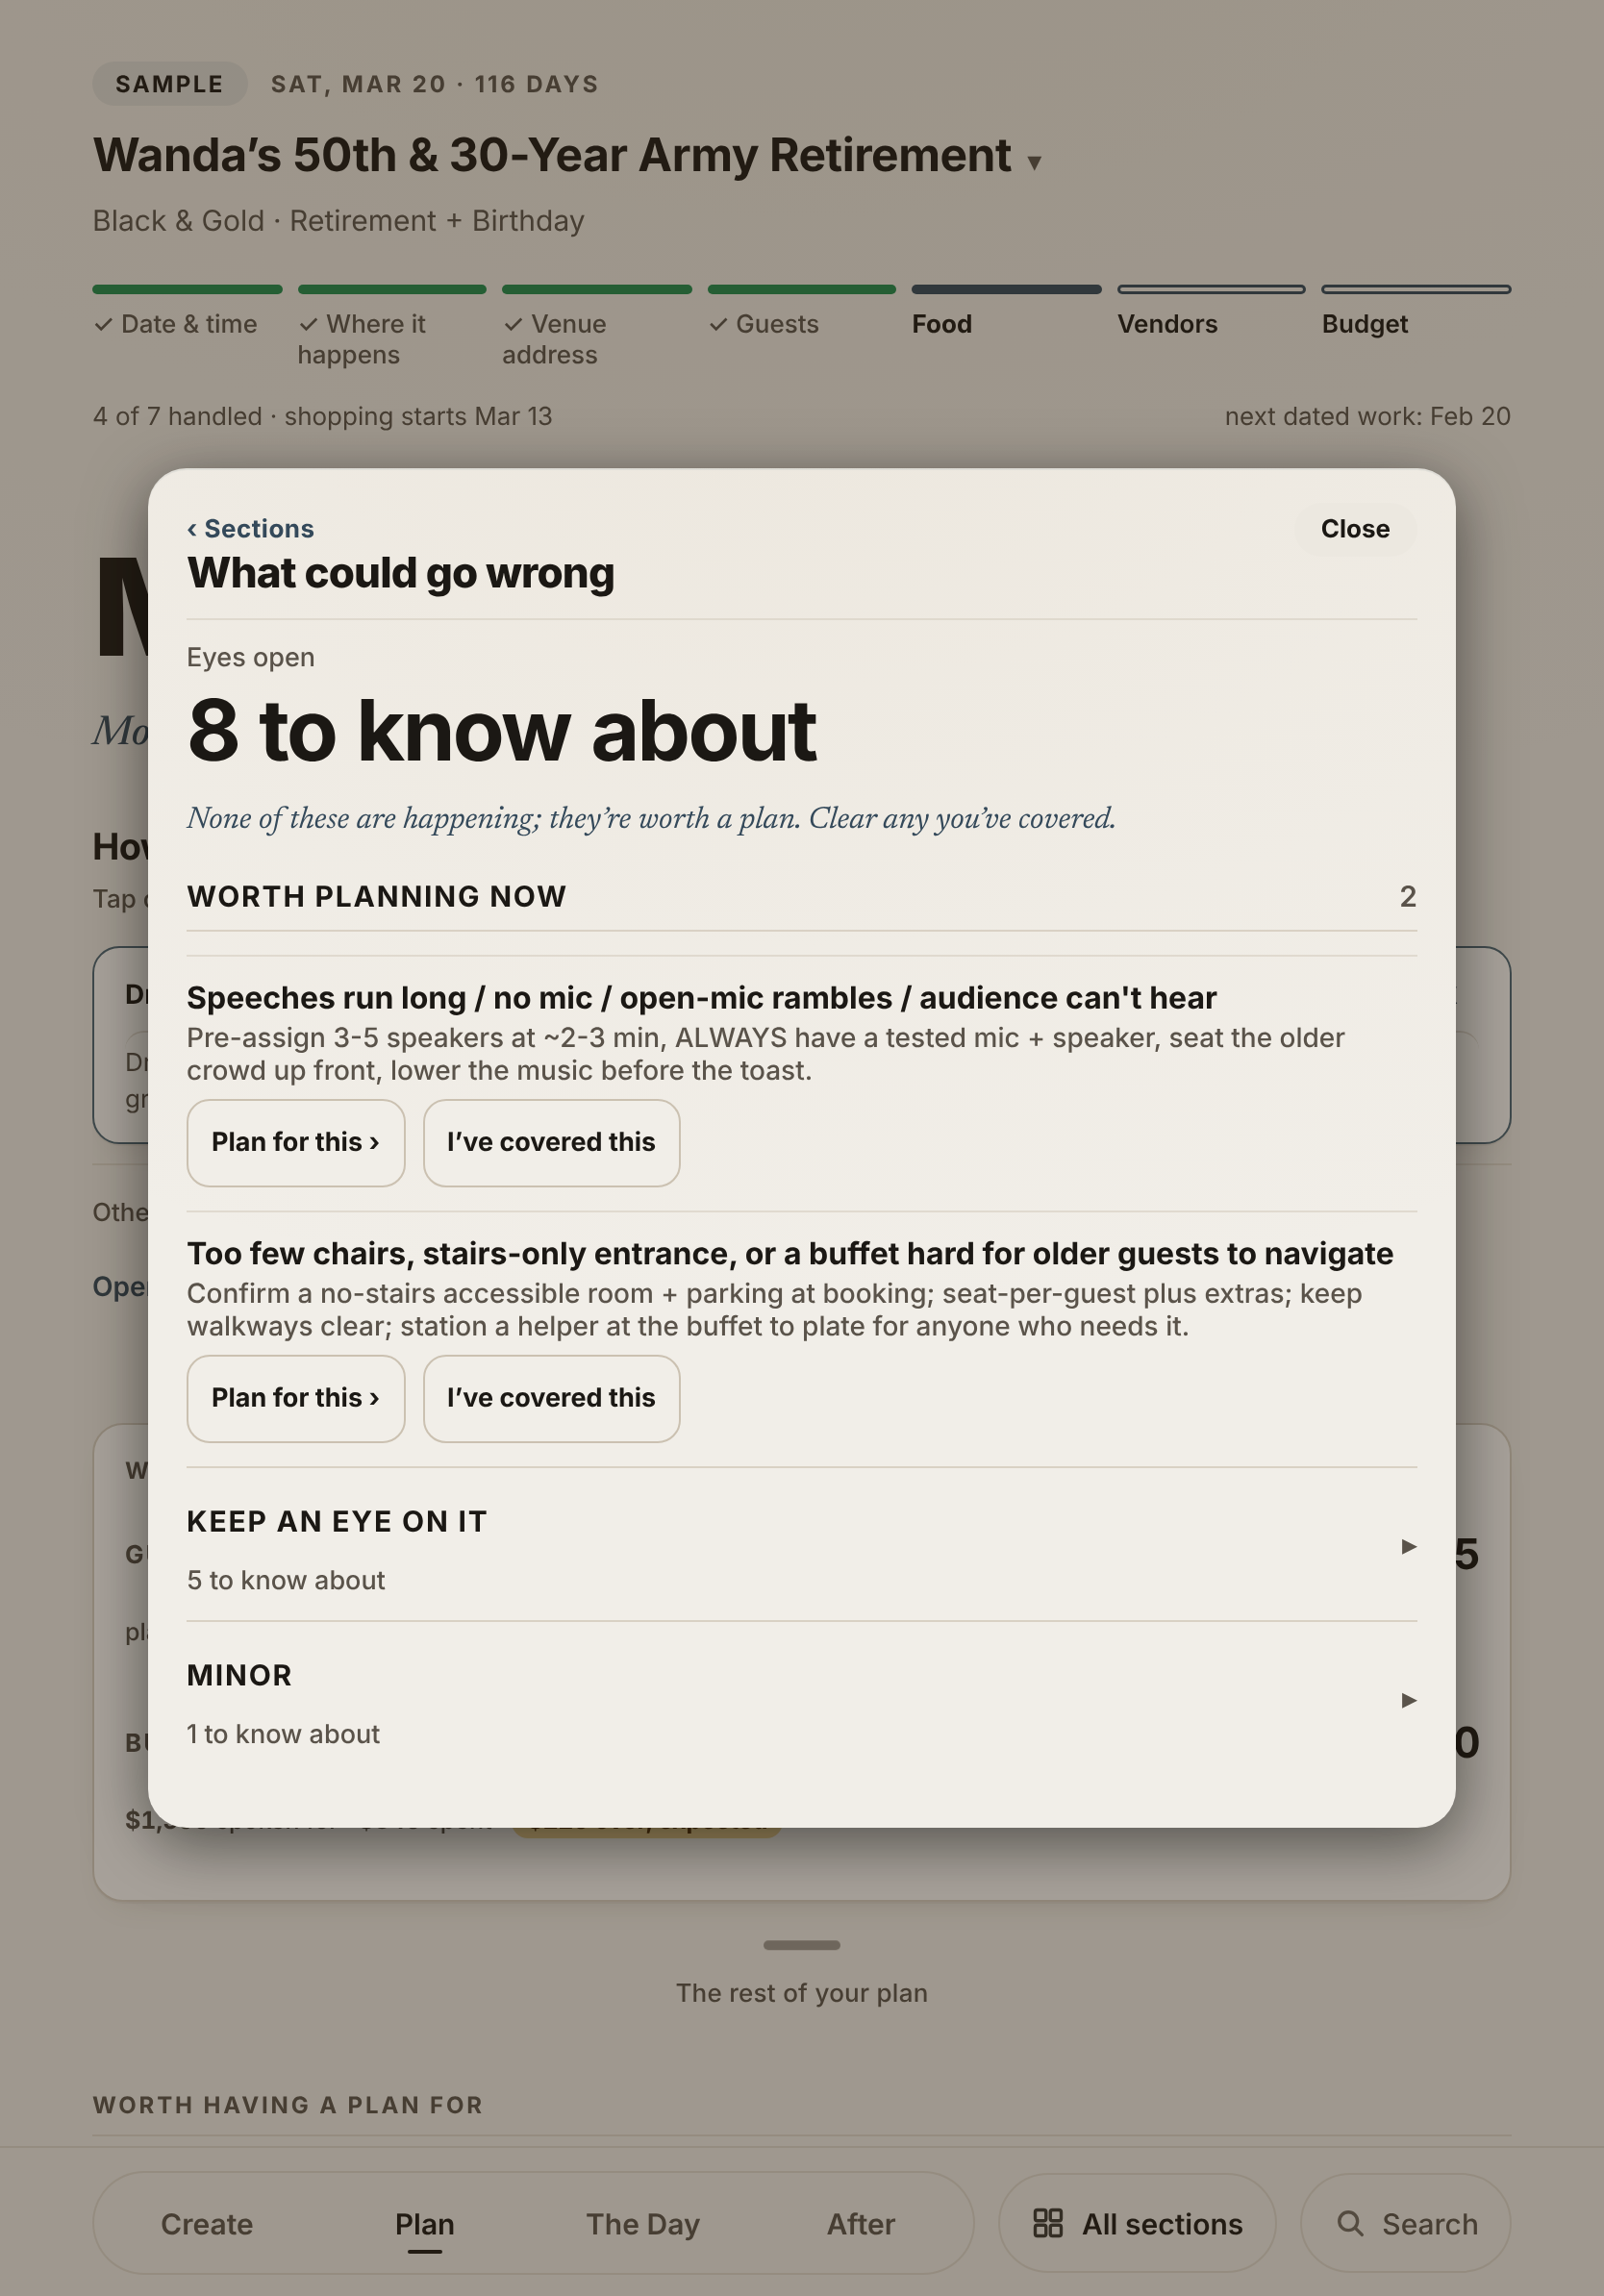 SAMPLE SAT, MAR 20 · 116 DAYS
Wanda’s 50th & 30-Year Army Retirement ▾
Black & Gold · Retirement + Birthday
✓ Date & time
✓ Where it
happens
✓ Venue
address
✓ Guests
Food
Vendors
Budget
4 of 7 handled · shopping starts Mar 13
next dated work: Feb 20
‹ Sections
Close
What could go wrong
Eyes open
8 to know about
None of these are happening; they’re worth a plan. Clear any you’ve covered.
WORTH PLANNING NOW 2
Speeches run long / no mic / open-mic rambles / audience can't hear
Pre-assign 3-5 speakers at ~2-3 min, ALWAYS have a tested mic + speaker, seat the older
crowd up front, lower the music before the toast.
Plan for this › I’ve covered this
Too few chairs, stairs-only entrance, or a buffet hard for older guests to navigate
Confirm a no-stairs accessible room + parking at booking; seat-per-guest plus extras; keep
walkways clear; station a helper at the buffet to plate for anyone who needs it.
Plan for this › I’ve covered this
KEEP AN EYE ON IT
5 to know about
MINOR
1 to know about
The rest of your plan
WORTH HAVING A PLAN FOR
Create Plan The Day After All sections Search